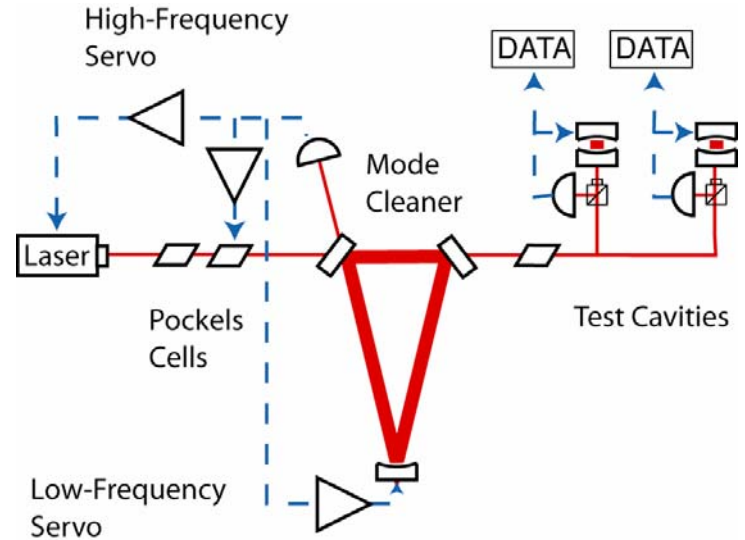 High-Frequency
Servo
DATA
DATA
Mode
Cleaner
Laser
Pockels
Cells
Test Cavities
Low-Frequency
Servo